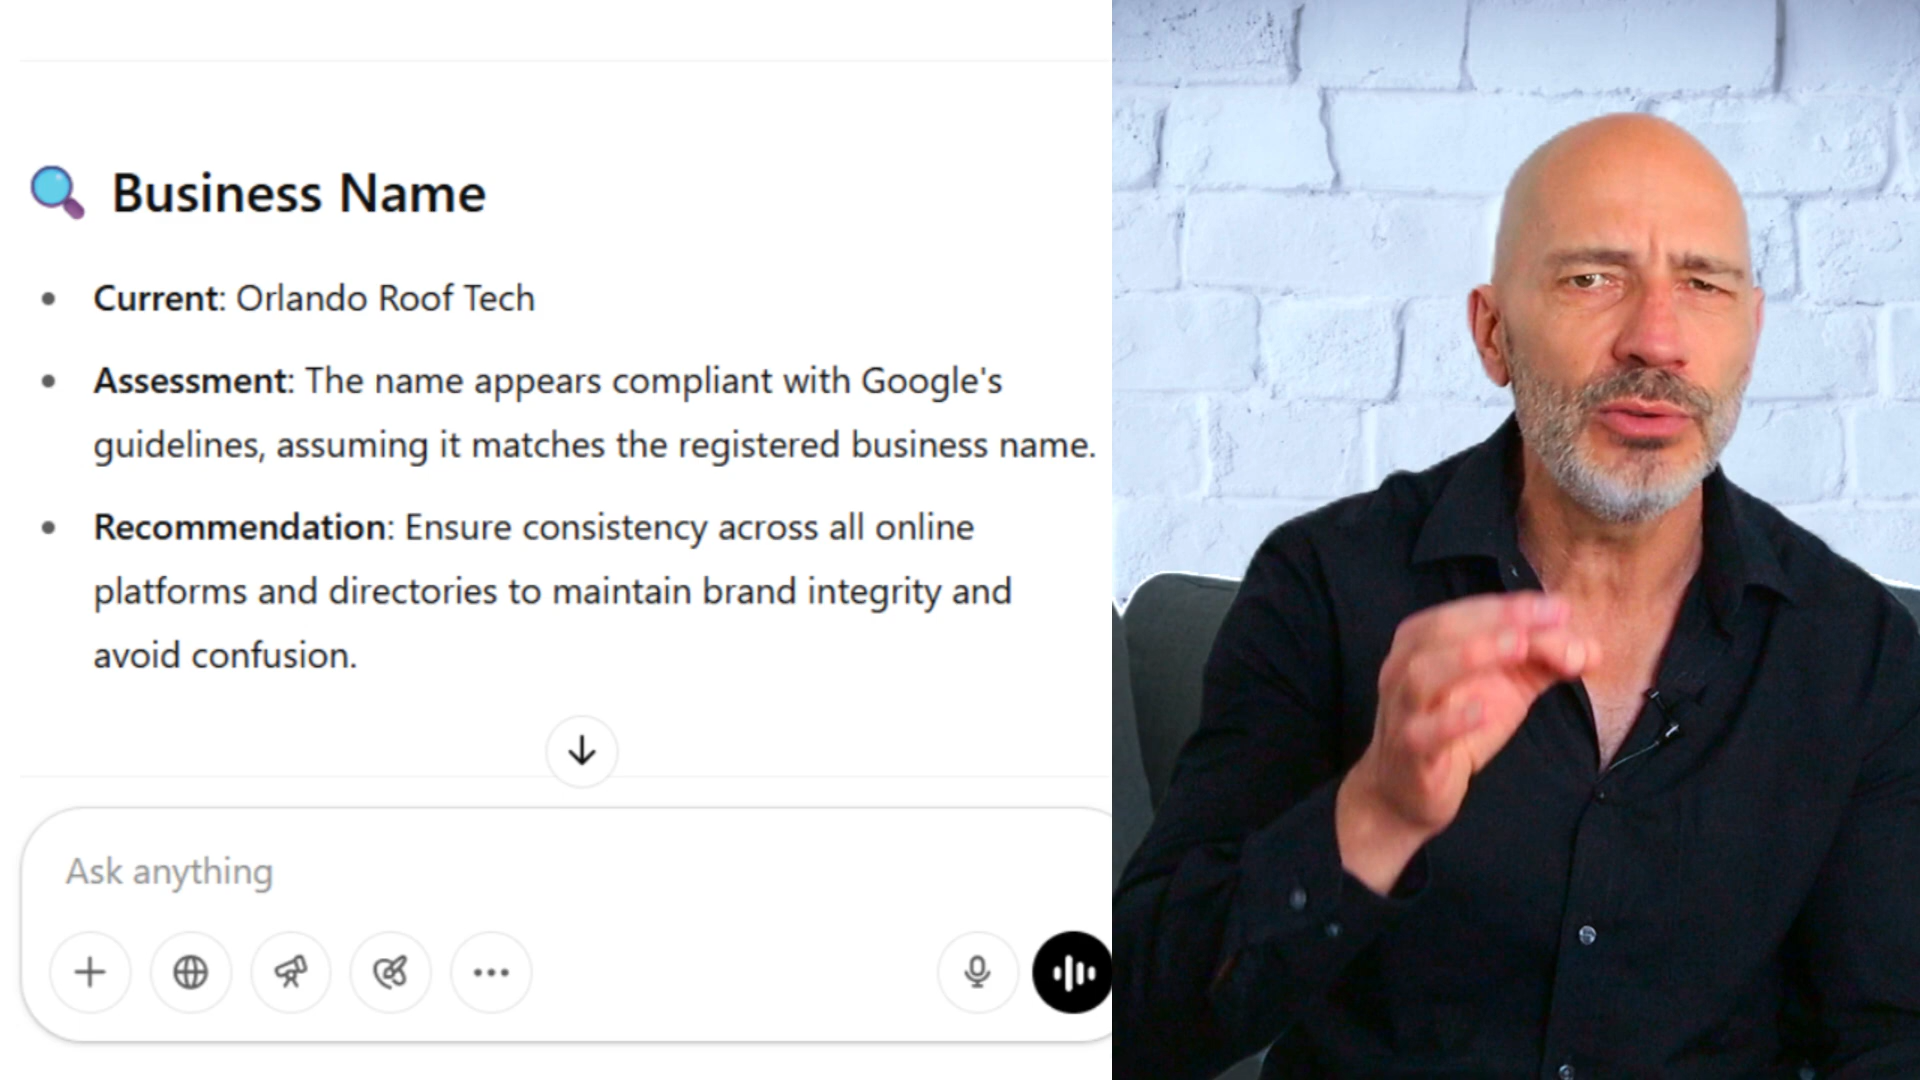 Business Name
Current: Orlando Roof Tech
Assessment: The name appears compliant with Google's
guidelines, assuming it matches the registered business name.
Recommendation: Ensure consistency across all online
platforms and directories to maintain brand integrity and
avoid confusion.
Ask anything